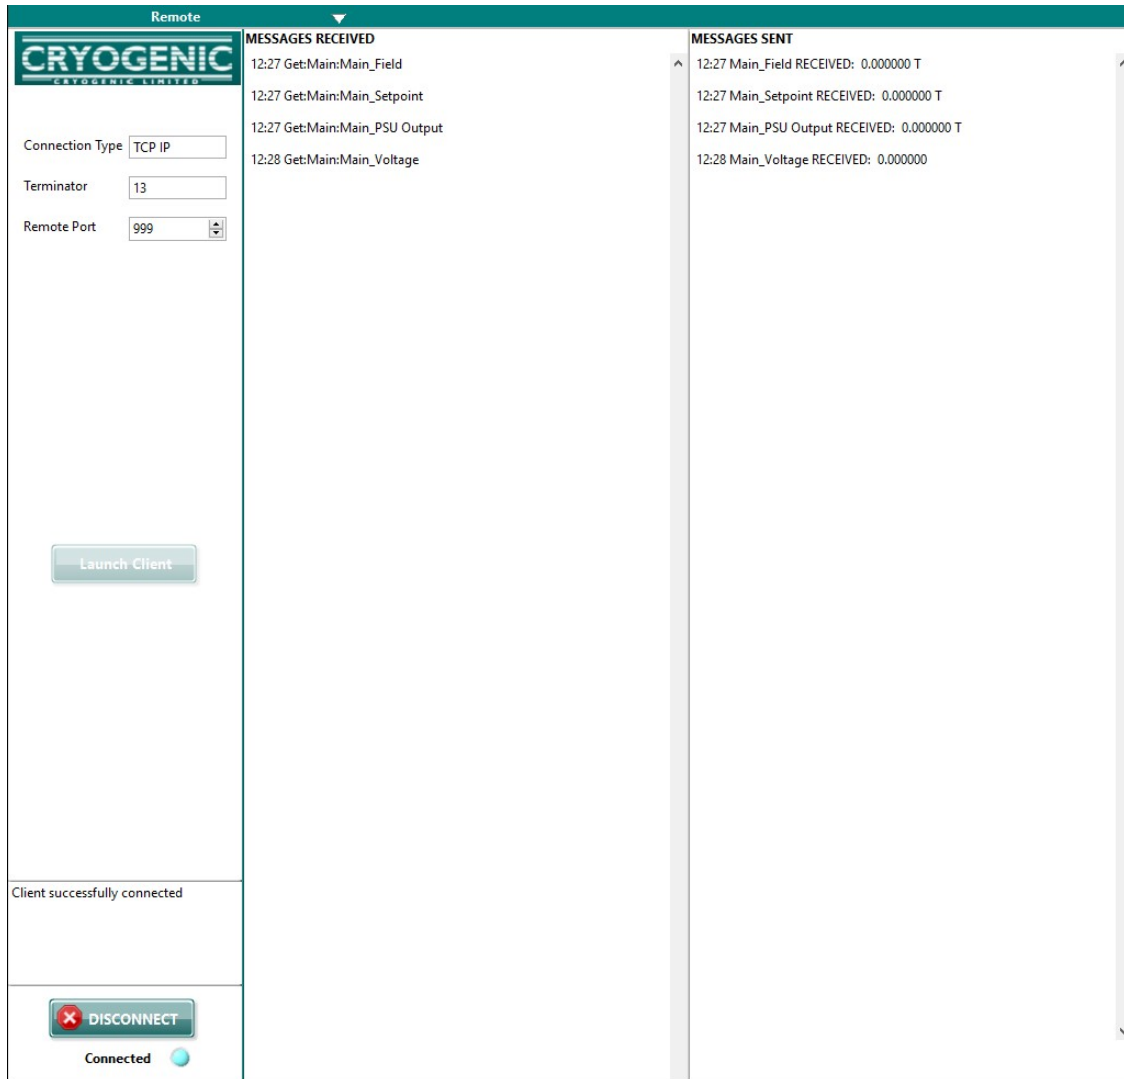 Remote
CRYOGENIC
CRYOGENIC LIMITED
Connection Type TCP IP
Terminator 13
Remote Port 999
Launch Client
Client successfully connected
DISCONNECT
Connected
MESSAGES RECEIVED
12:27 Get:Main:Main_Field
12:27 Get:Main:Main_Setpoint
12:27 Get:Main:Main_PSU Output
12:28 Get:Main:Main_Voltage
MESSAGES SENT
12:27 Main_Field RECEIVED:  0.000000 T
12:27 Main_Setpoint RECEIVED:  0.000000 T
12:27 Main_PSU Output RECEIVED:  0.000000 T
12:28 Main_Voltage RECEIVED:  0.000000